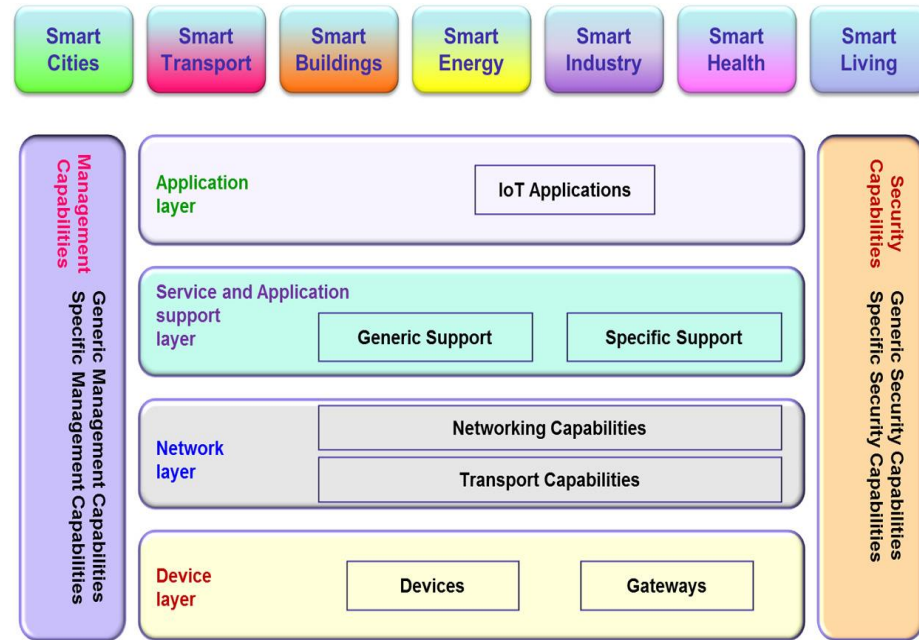 Smart
Cities
Smart
Transport
Smart
Buildings
Smart
Energy
Smart
Industry
Smart
Health
Smart
Living
Management
Capabilities
Generic Management Capabilities
Specific Management Capabilities
Application
layer
IoT Applications
Service and Application
support
layer
Generic Support
Specific Support
Network
layer
Networking Capabilities
Transport Capabilities
Device
layer
Devices
Gateways
Security
Capabilities
Generic Security Capabilities
Specific Security Capabilities